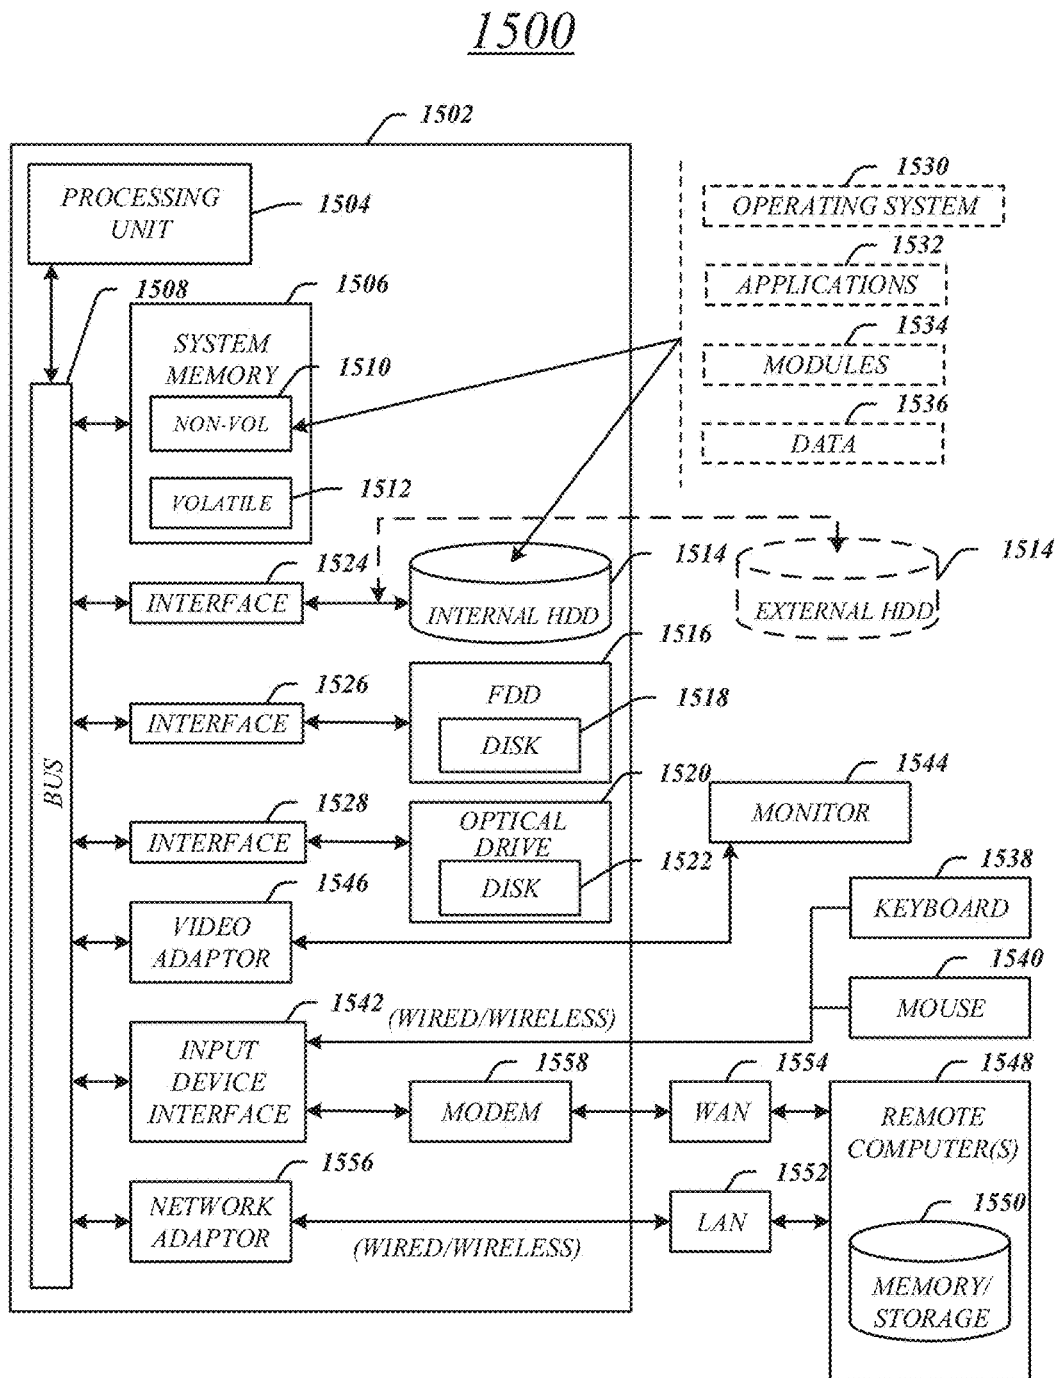 1500
1502
PROCESSING
UNIT
1504
1530
OPERATING SYSTEM
1532
APPLICATIONS
1534
MODULES
1536
DATA
1508
1506
SYSTEM
MEMORY
1510
NON-VOL
1512
VOLATILE
BUS
1524
INTERFACE
1514
INTERNAL HDD
1514
EXTERNAL HDD
1526
INTERFACE
1516
FDD
1518
DISK
1528
INTERFACE
1520
OPTICAL
DRIVE
1522
DISK
1544
MONITOR
1546
VIDEO
ADAPTOR
1538
KEYBOARD
1540
MOUSE
1542
INPUT
DEVICE
INTERFACE
(WIRED/WIRELESS)
1558
MODEM
1554
WAN
1548
REMOTE
COMPUTER(S)
1556
NETWORK
ADAPTOR
(WIRED/WIRELESS)
1552
LAN
1550
MEMORY/
STORAGE